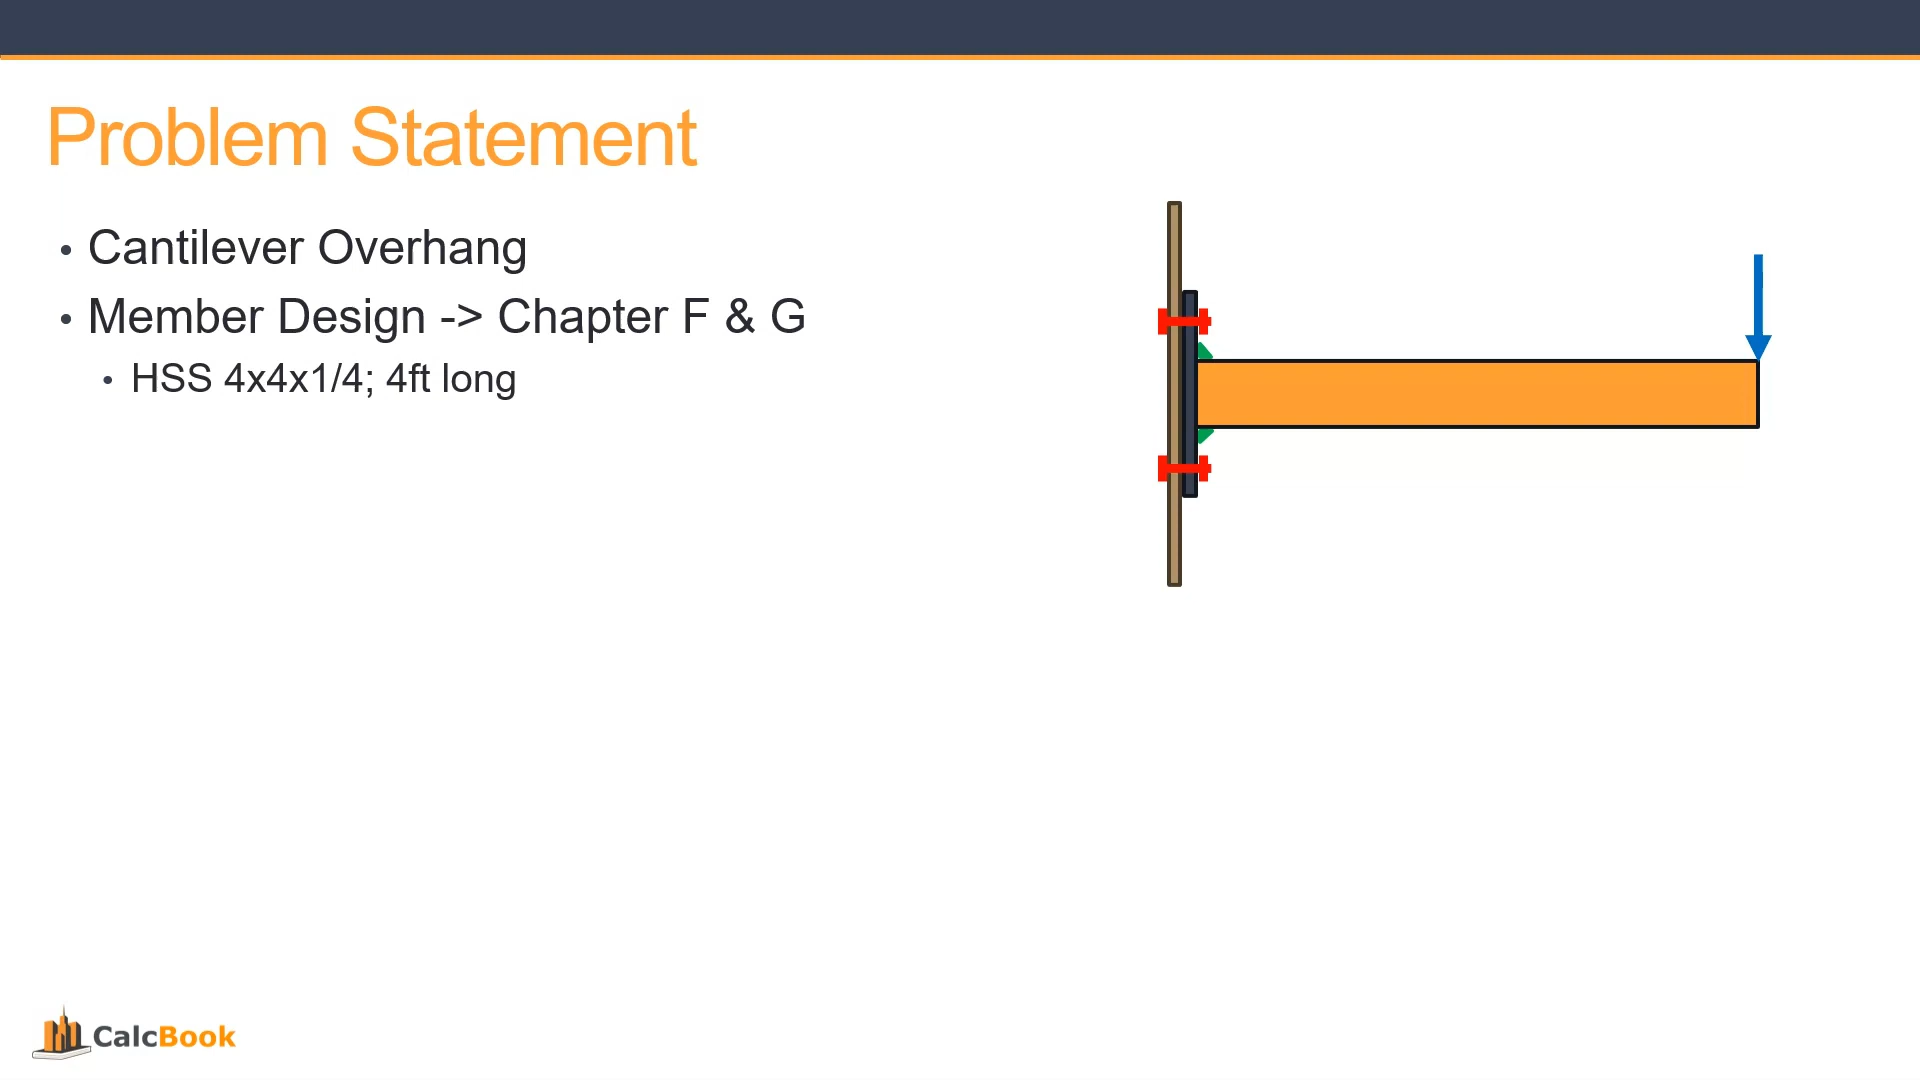 Problem Statement
• Cantilever Overhang
• Member Design -> Chapter F & G
• HSS 4x4x1/4; 4ft long
CalcBook